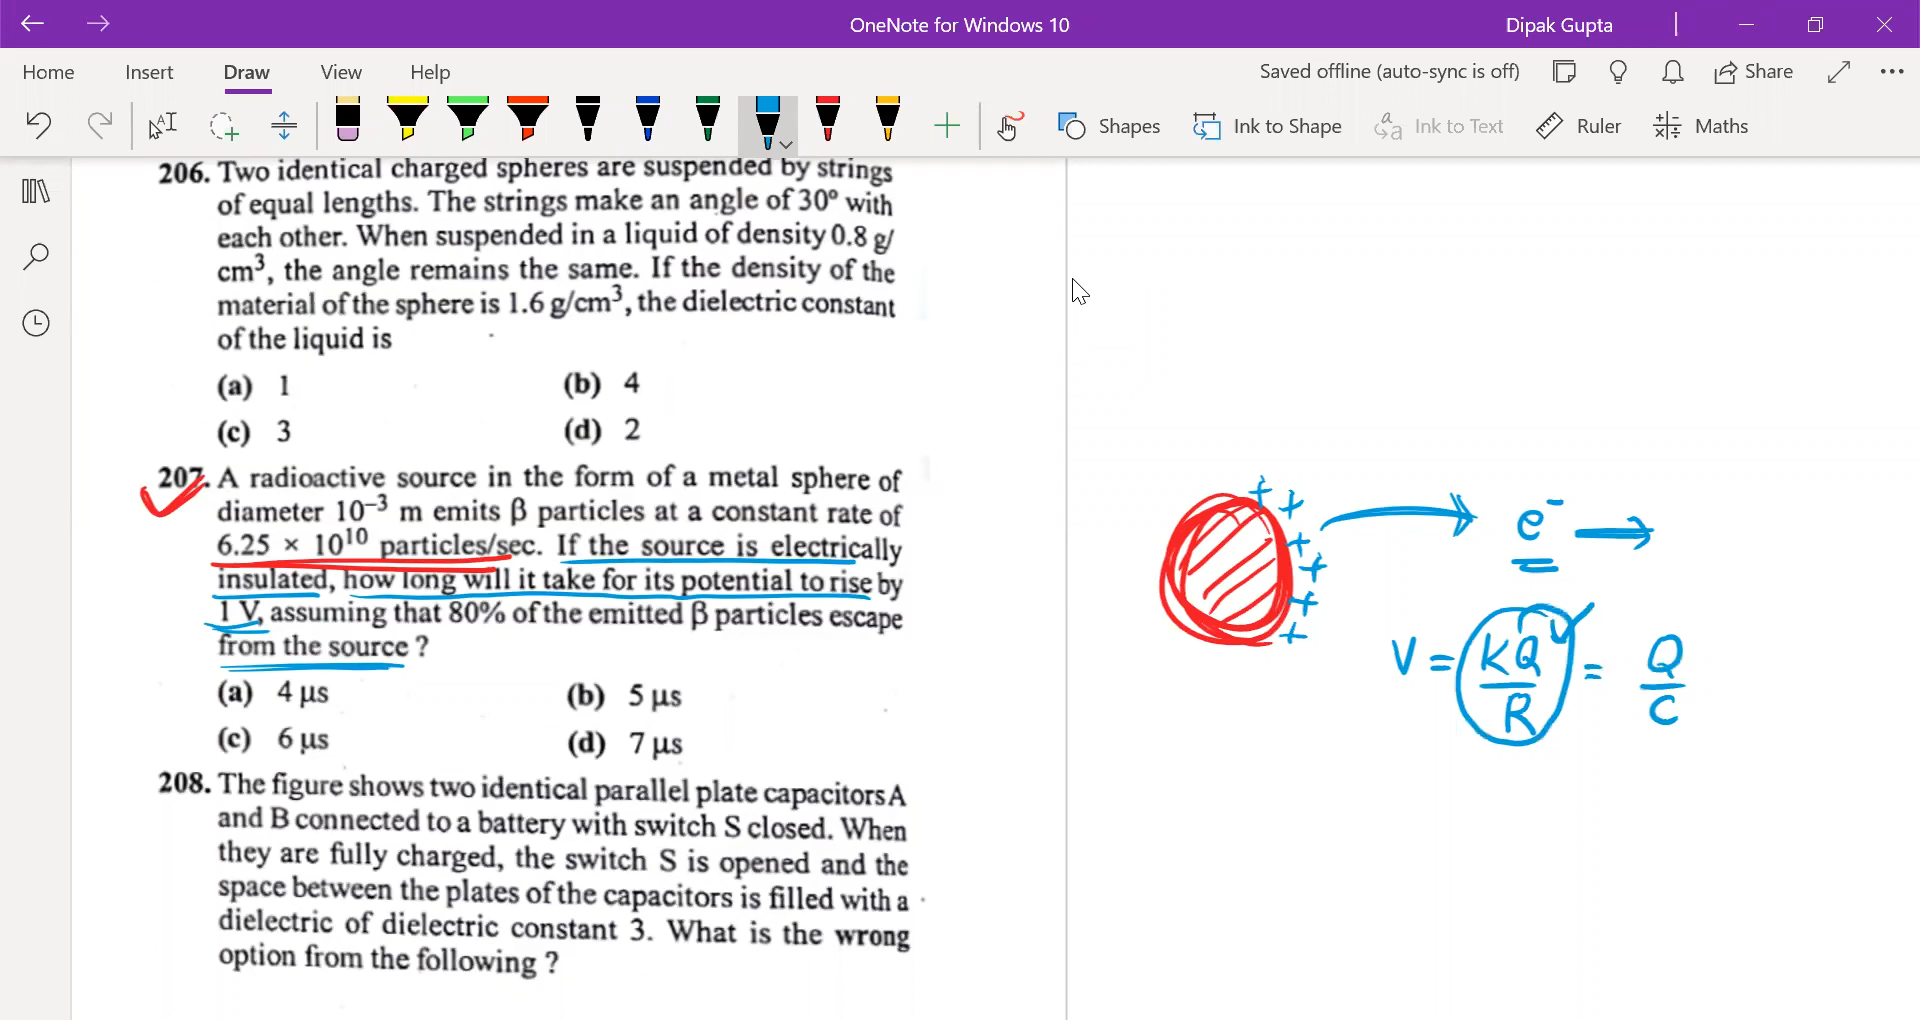 OneNote for Windows 10
Dipak Gupta
Home Insert Draw View Help
Saved offline (auto-sync is off)
Share
Shapes
Ink to Shape
Ink to Text
Ruler
Maths
206. Two identical charged spheres are suspended by strings
of equal lengths. The strings make an angle of 30° with
each other. When suspended in a liquid of density 0.8 g/
cm³, the angle remains the same. If the density of the
material of the sphere is 1.6 g/cm³, the dielectric constant
of the liquid is
(a) 1 (b) 4
(c) 3 (d) 2
207. A radioactive source in the form of a metal sphere of
diameter 10⁻³ m emits β particles at a constant rate of
6.25 × 10¹⁰ particles/sec. If the source is electrically
insulated, how long will it take for its potential to rise by
1 V, assuming that 80% of the emitted β particles escape
from the source ?
(a) 4 μs (b) 5 μs
(c) 6 μs (d) 7 μs
208. The figure shows two identical parallel plate capacitors A
and B connected to a battery with switch S closed. When
they are fully charged, the switch S is opened and the
space between the plates of the capacitors is filled with a
dielectric of dielectric constant 3. What is the wrong
option from the following ?
+ + + + + +
e⁻
V = KQ/R = Q/C